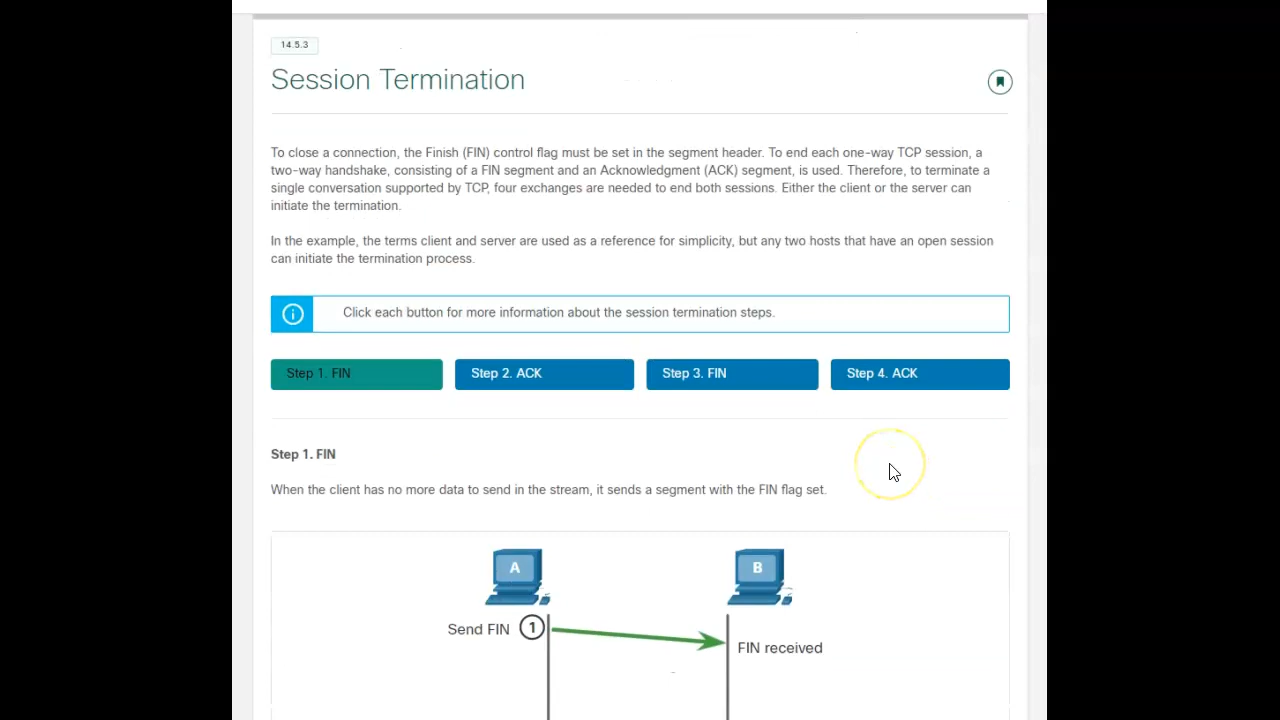 14.5.3
Session Termination
To close a connection, the Finish (FIN) control flag must be set in the segment header. To end each one-way TCP session, a
two-way handshake, consisting of a FIN segment and an Acknowledgment (ACK) segment, is used. Therefore, to terminate a
single conversation supported by TCP, four exchanges are needed to end both sessions. Either the client or the server can
initiate the termination.
In the example, the terms client and server are used as a reference for simplicity, but any two hosts that have an open session
can initiate the termination process.
Click each button for more information about the session termination steps.
Step 1. FIN
Step 2. ACK
Step 3. FIN
Step 4. ACK
Step 1. FIN
When the client has no more data to send in the stream, it sends a segment with the FIN flag set.
A
B
Send FIN 1
FIN received